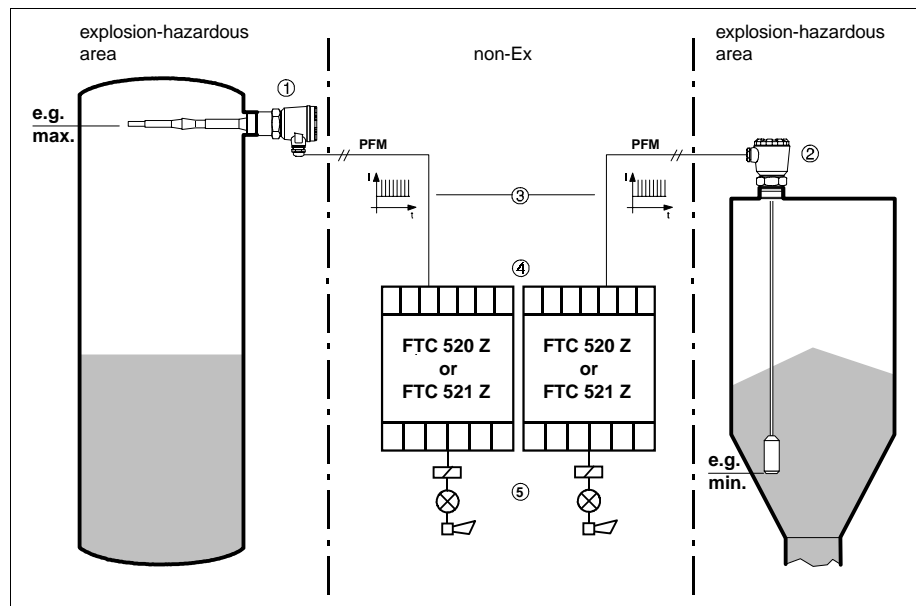 explosion-hazardous
area
non-Ex
explosion-hazardous
area
①
e.g.
max.
PFM
PFM
②
I
t
③
I
t
④
FTC 520 Z
or
FTC 521 Z
FTC 520 Z
or
FTC 521 Z
e.g.
min.
⑤